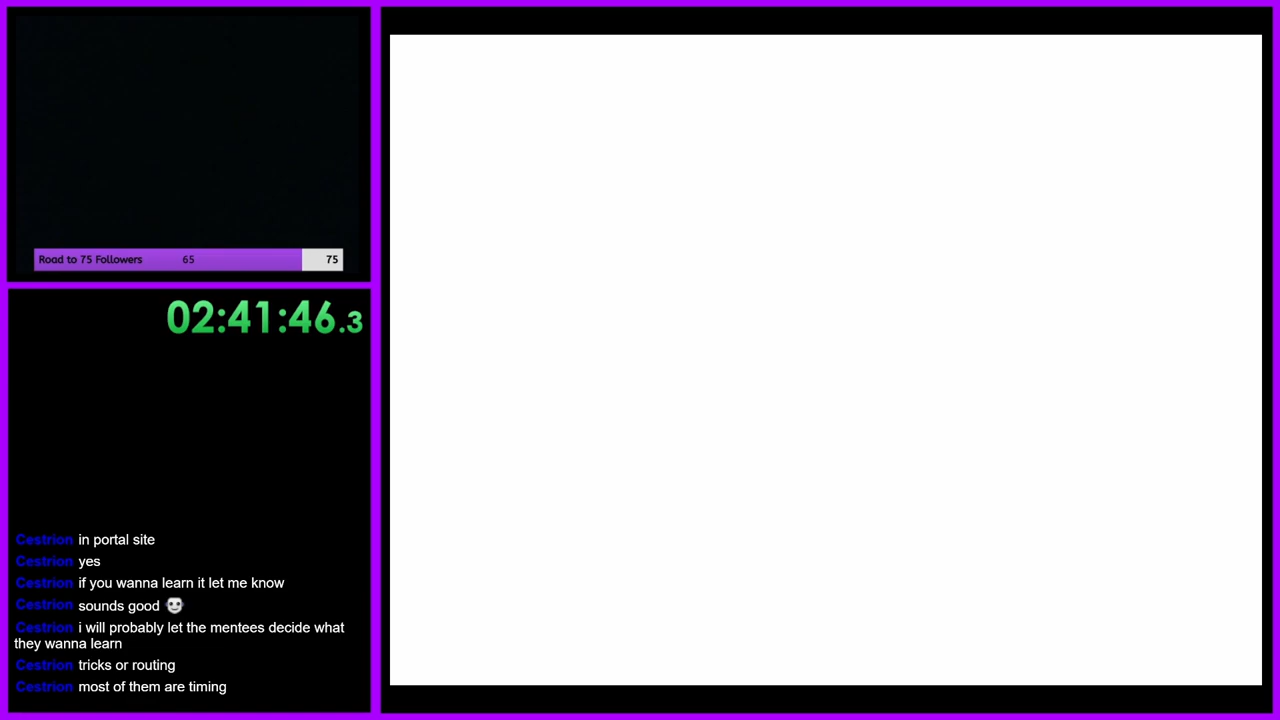 Road to 75 Followers 65 75
02:41:46.3
Cestrion in portal site
Cestrion yes
Cestrion if you wanna learn it let me know
Cestrion sounds good
Cestrion i will probably let the mentees decide what
they wanna learn
Cestrion tricks or routing
Cestrion most of them are timing